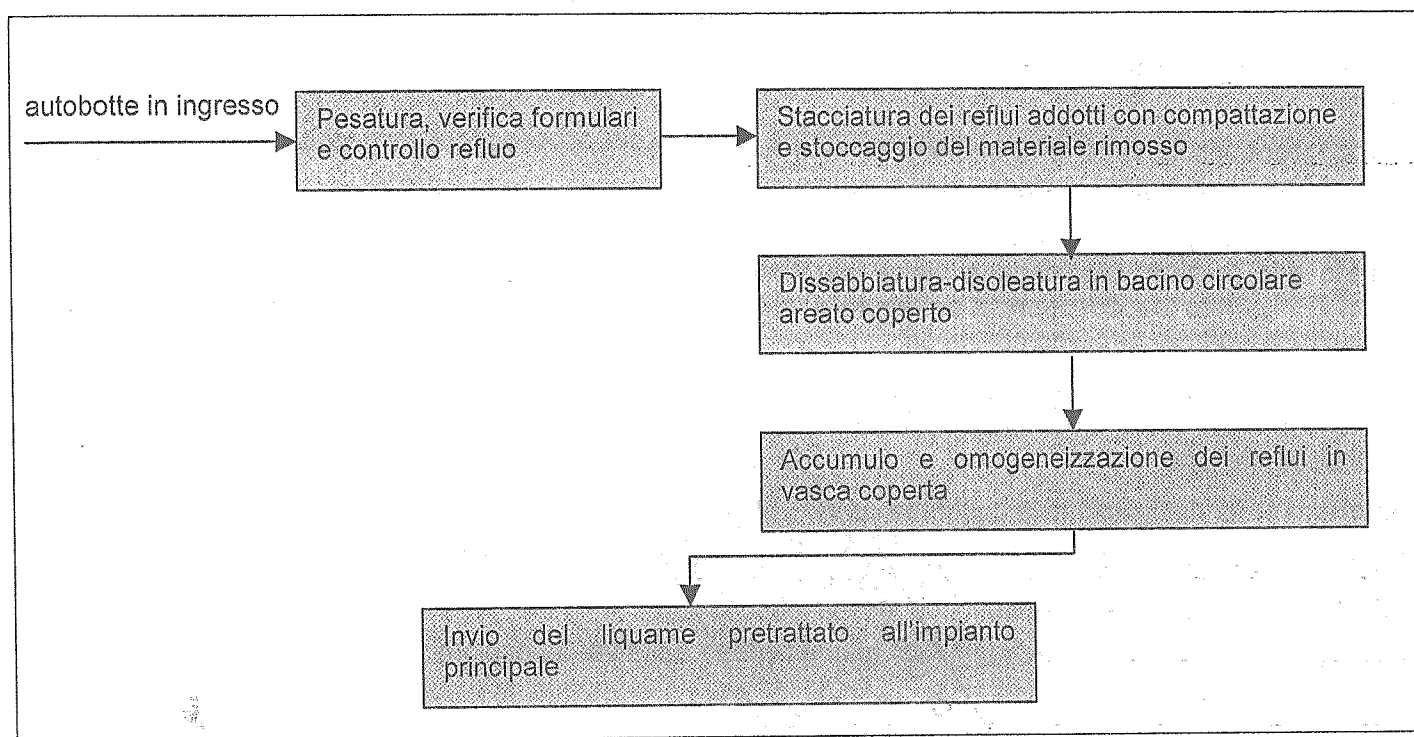 autobotte in ingresso
Pesatura, verifica formulari
e controllo refluo
Stacciatura dei reflui addotti con compattazione
e stoccaggio del materiale rimosso
Dissabbiatura-disoleatura in bacino circolare
areato coperto
Accumulo e omogeneizzazione dei reflui in
vasca coperta
Invio del liquame pretrattato all'impianto
principale